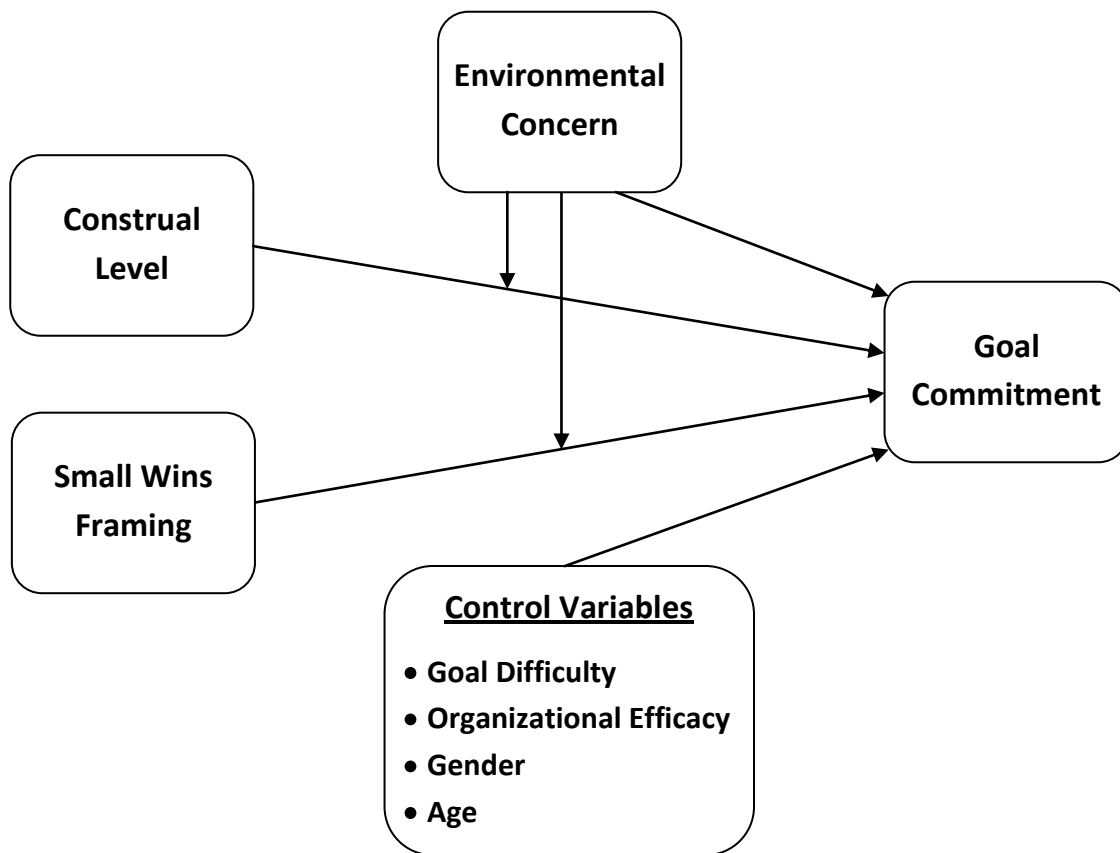 Environmental
Concern
Construal
Level
Goal
Commitment
Small Wins
Framing
Control Variables
• Goal Difficulty
• Organizational Efficacy
• Gender
• Age